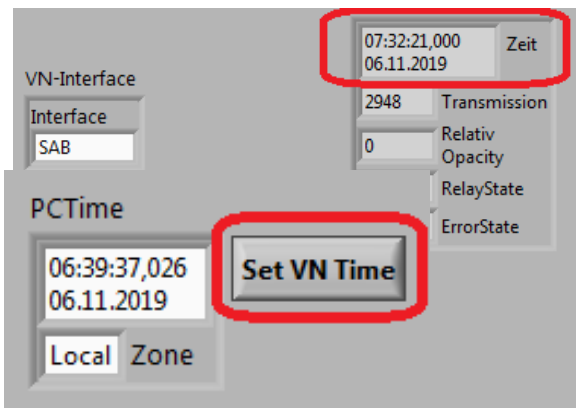 07:32:21,000
06.11.2019
Zeit
VN-Interface
Interface
SAB
2948
Transmission
0
Relativ
Opacity
RelayState
ErrorState
PCTime
06:39:37,026
06.11.2019
Set VN Time
Local
Zone